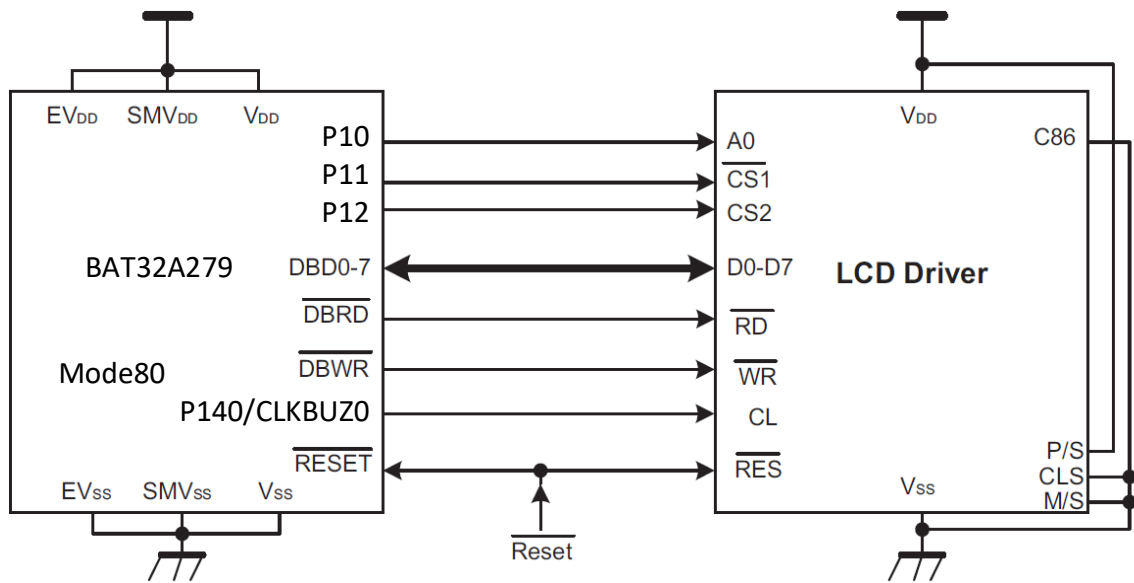 EVDD SMVDD VDD
P10
P11
P12
BAT32A279
DBD0-7
DBRD
Mode80
DBWR
P140/CLKBUZ0
RESET
EVSS SMVSS VSS
Reset
VDD
A0
C86
CS1
CS2
D0-D7
LCD Driver
RD
WR
CL
P/S
RES
CLS
VSS
M/S